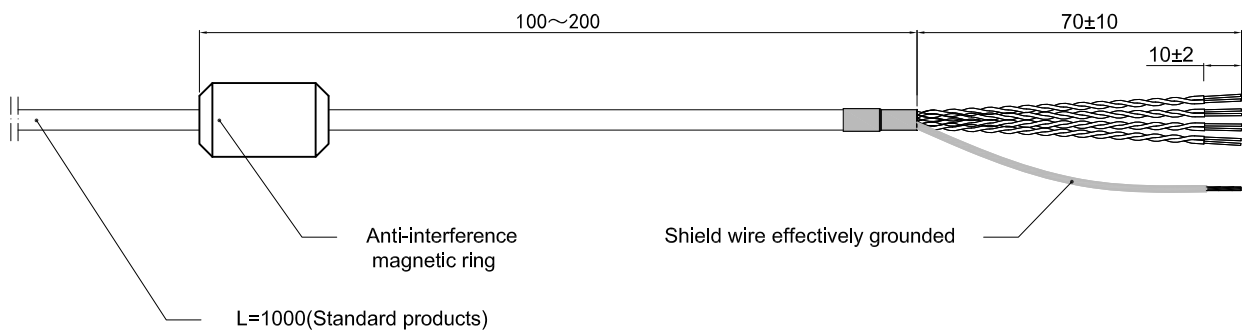 100～200
70±10
10±2
Anti-interference
magnetic ring
Shield wire effectively grounded
L=1000(Standard products)